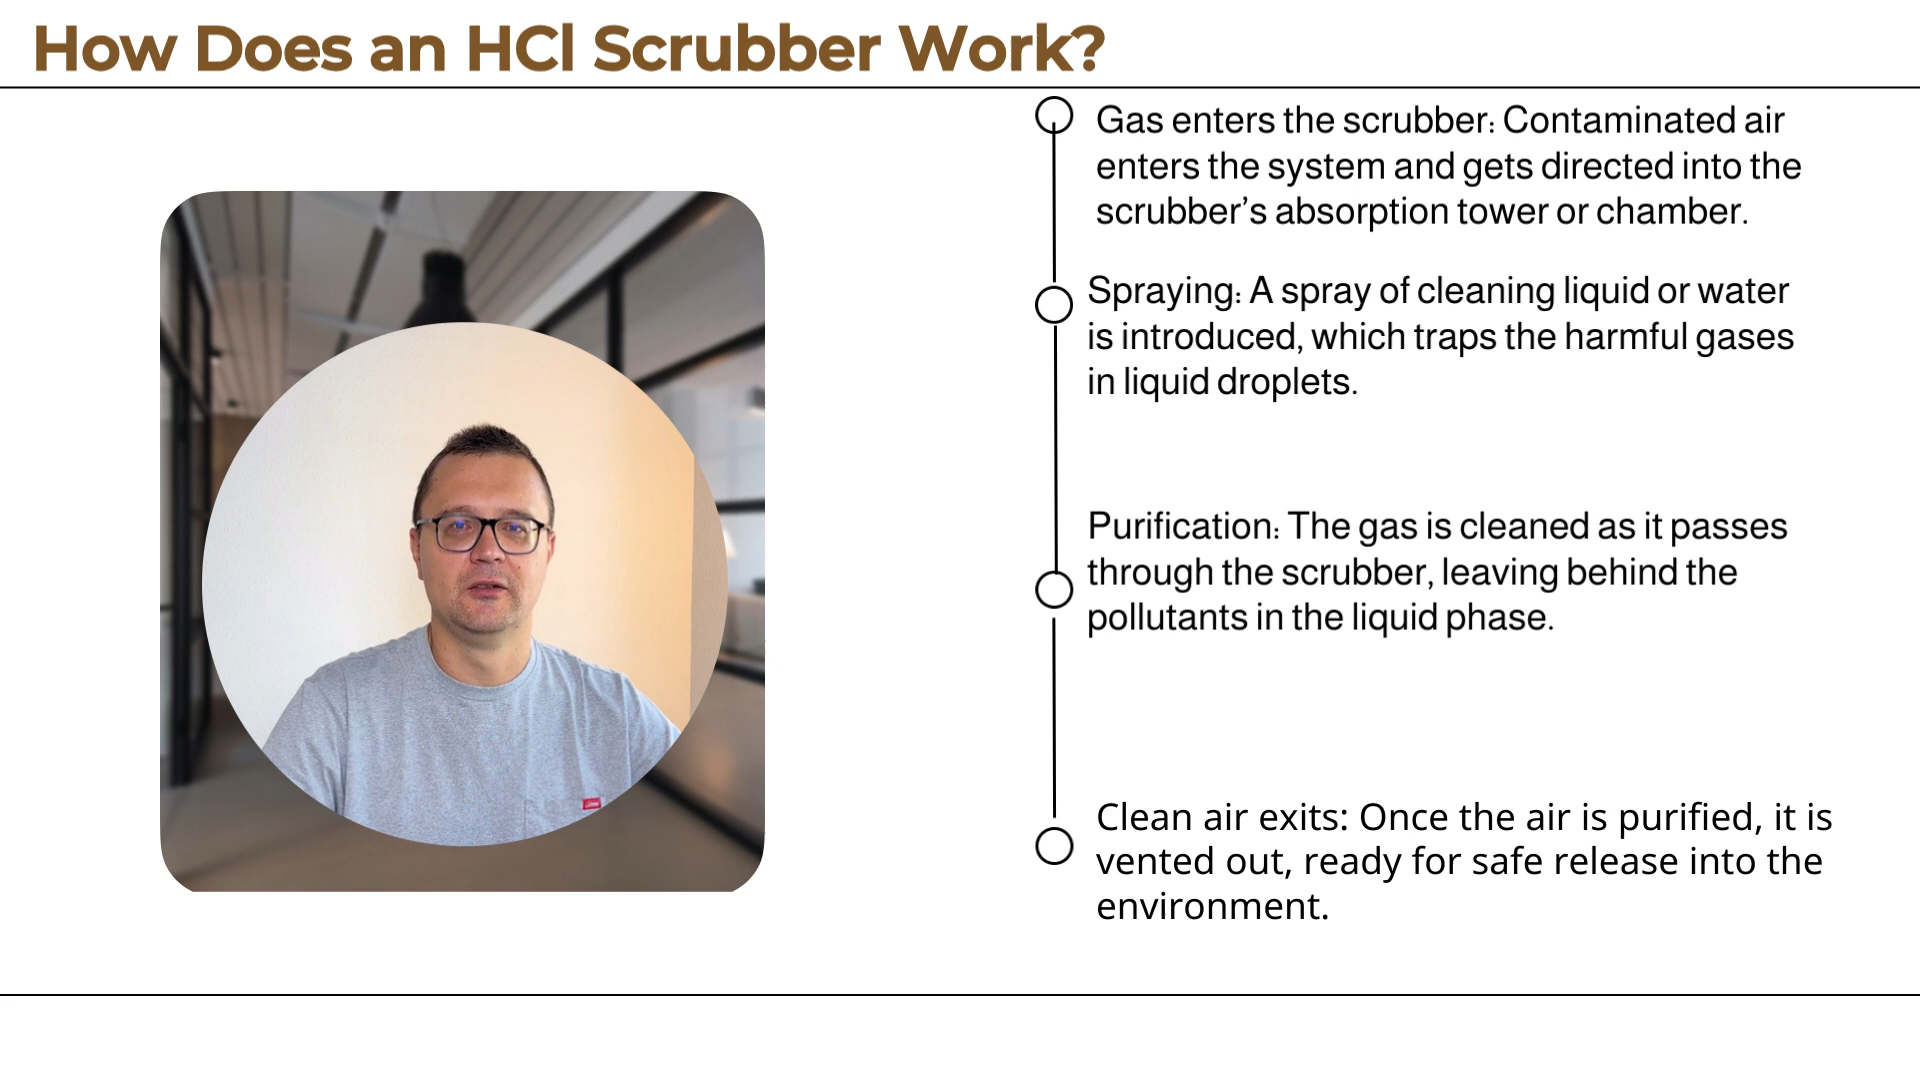 How Does an HCl Scrubber Work?
Gas enters the scrubber: Contaminated air
enters the system and gets directed into the
scrubber’s absorption tower or chamber.
Spraying: A spray of cleaning liquid or water
is introduced, which traps the harmful gases
in liquid droplets.
Purification: The gas is cleaned as it passes
through the scrubber, leaving behind the
pollutants in the liquid phase.
Clean air exits: Once the air is purified, it is
vented out, ready for safe release into the
environment.